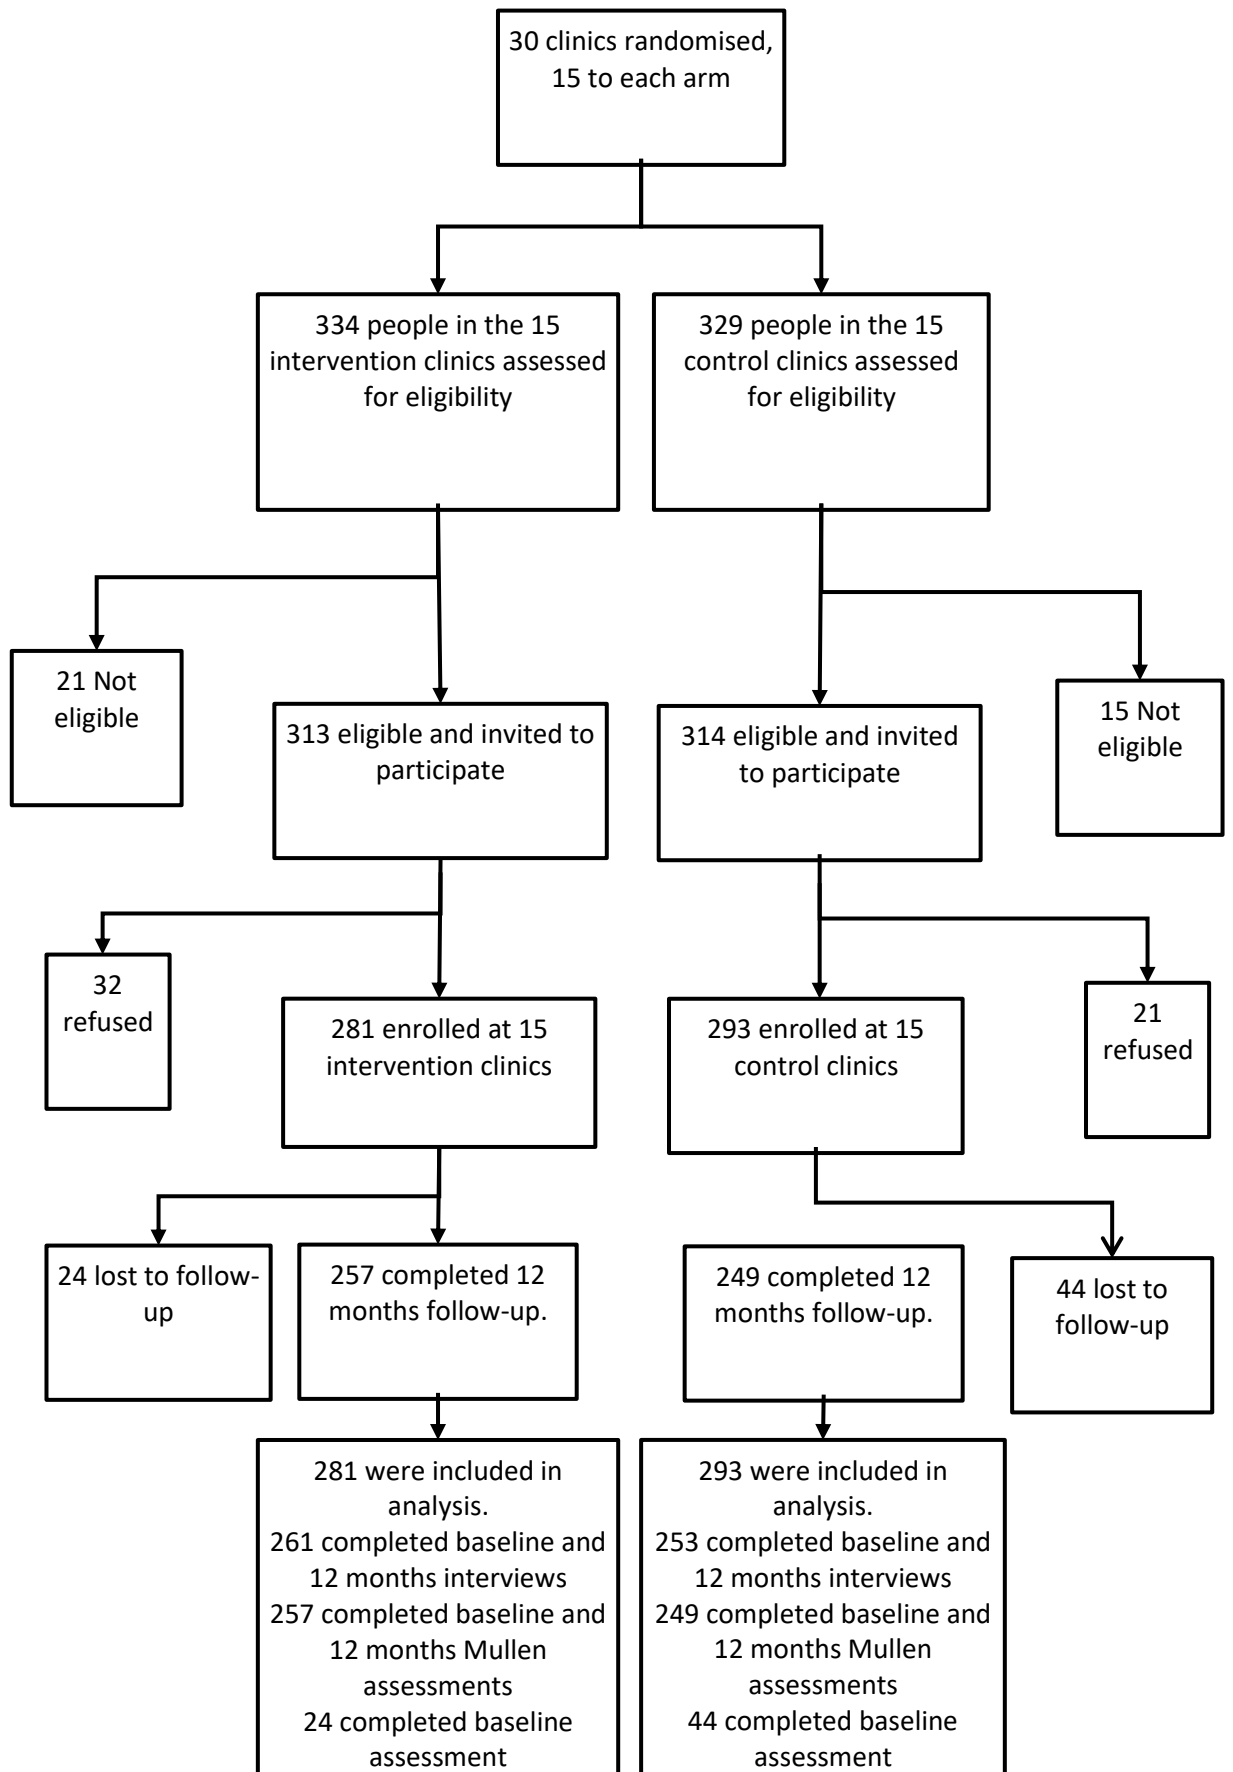 30 clinics randomised,
15 to each arm
334 people in the 15
intervention clinics assessed
for eligibility
329 people in the 15
control clinics assessed
for eligibility
21 Not
eligible
313 eligible and invited to
participate
314 eligible and invited
to participate
15 Not
eligible
32
refused
281 enrolled at 15
intervention clinics
293 enrolled at 15
control clinics
21
refused
24 lost to follow-
up
257 completed 12
months follow-up.
249 completed 12
months follow-up.
44 lost to
follow-up
281 were included in
analysis.
261 completed baseline and
12 months interviews
257 completed baseline and
12 months Mullen
assessments
24 completed baseline
assessment
293 were included in
analysis.
253 completed baseline and
12 months interviews
249 completed baseline and
12 months Mullen
assessments
44 completed baseline
assessment